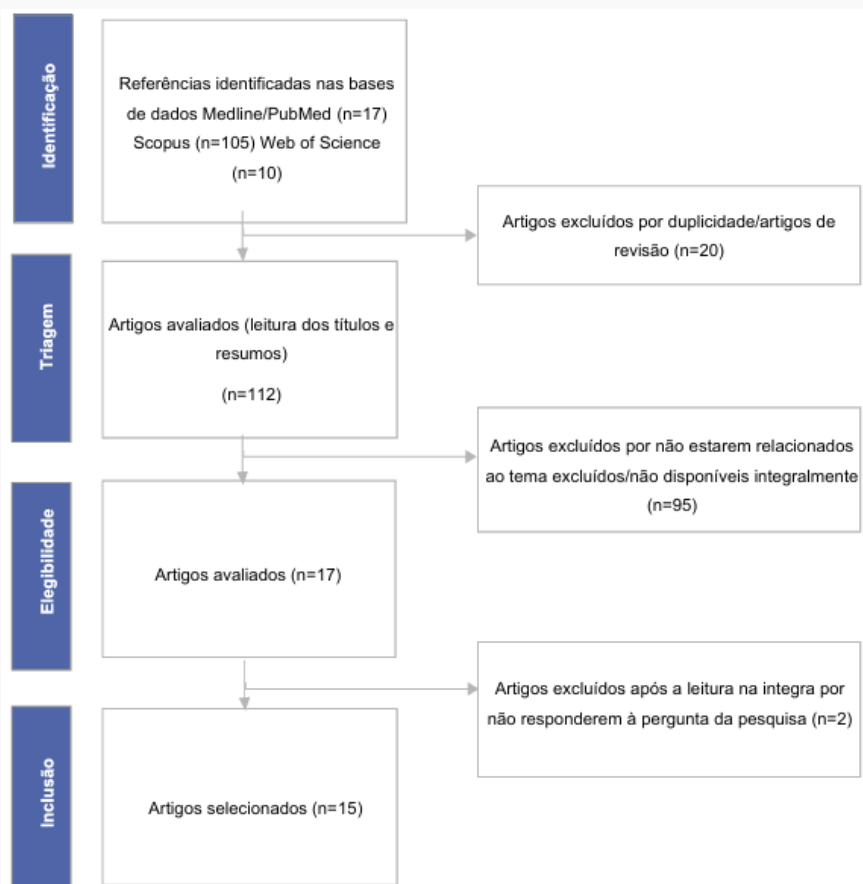 Identificação
Referências identificadas nas bases
de dados Medline/PubMed (n=17)
Scopus (n=105) Web of Science
(n=10)
Artigos excluídos por duplicidade/artigos de
revisão (n=20)
Triagem
Artigos avaliados (leitura dos títulos e
resumos)
(n=112)
Artigos excluídos por não estarem relacionados
ao tema excluídos/não disponíveis integralmente
(n=95)
Elegibilidade
Artigos avaliados (n=17)
Artigos excluídos após a leitura na integra por
não responderem à pergunta da pesquisa (n=2)
Inclusão
Artigos selecionados (n=15)